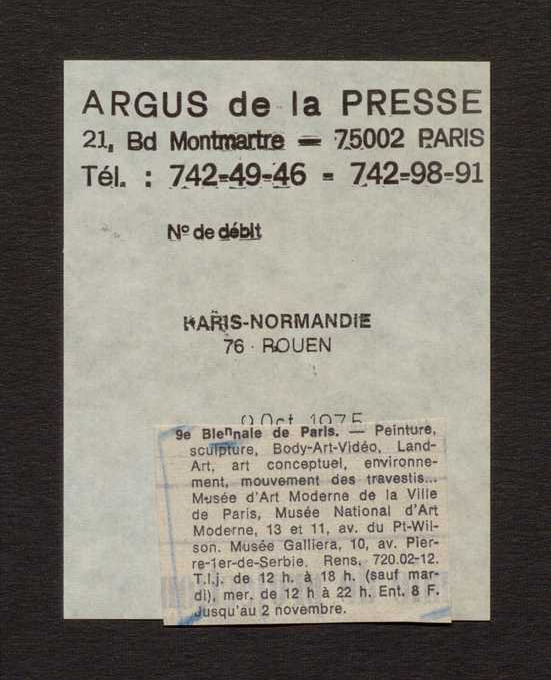 ARGUS de la PRESSE
21, Bd Montmartre — 75002 PARIS
Tél. : 742-49-46 - 742-98-91
Nº de débit
PARIS-NORMANDIE
76 - ROUEN
Oct 1975
9e Biennale de Paris. — Peinture,
sculpture, Body-Art-Vidéo, Land-
Art, art conceptuel, environne-
ment, mouvement des travestis...
Musée d'Art Moderne de la Ville
de Paris, Musée National d'Art
Moderne, 13 et 11, av. du Pt-Wil-
son. Musée Galliera, 10, av. Pier-
re-1er-de-Serbie. Rens. 720.02-12.
T.l.j. de 12 h. à 18 h. (sauf mar-
di), mer. de 12 h à 22 h. Ent. 8 F.
Jusqu'au 2 novembre.